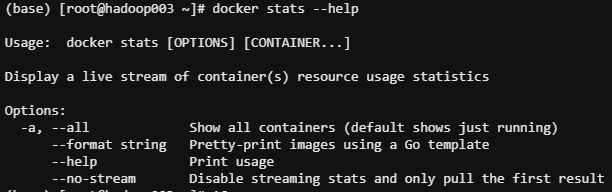 (base) [root@hadoop003 ~]# docker stats --help
Usage:  docker stats [OPTIONS] [CONTAINER...]
Display a live stream of container(s) resource usage statistics
Options:
  -a, --all             Show all containers (default shows just running)
      --format string   Pretty-print images using a Go template
      --help            Print usage
      --no-stream       Disable streaming stats and only pull the first result